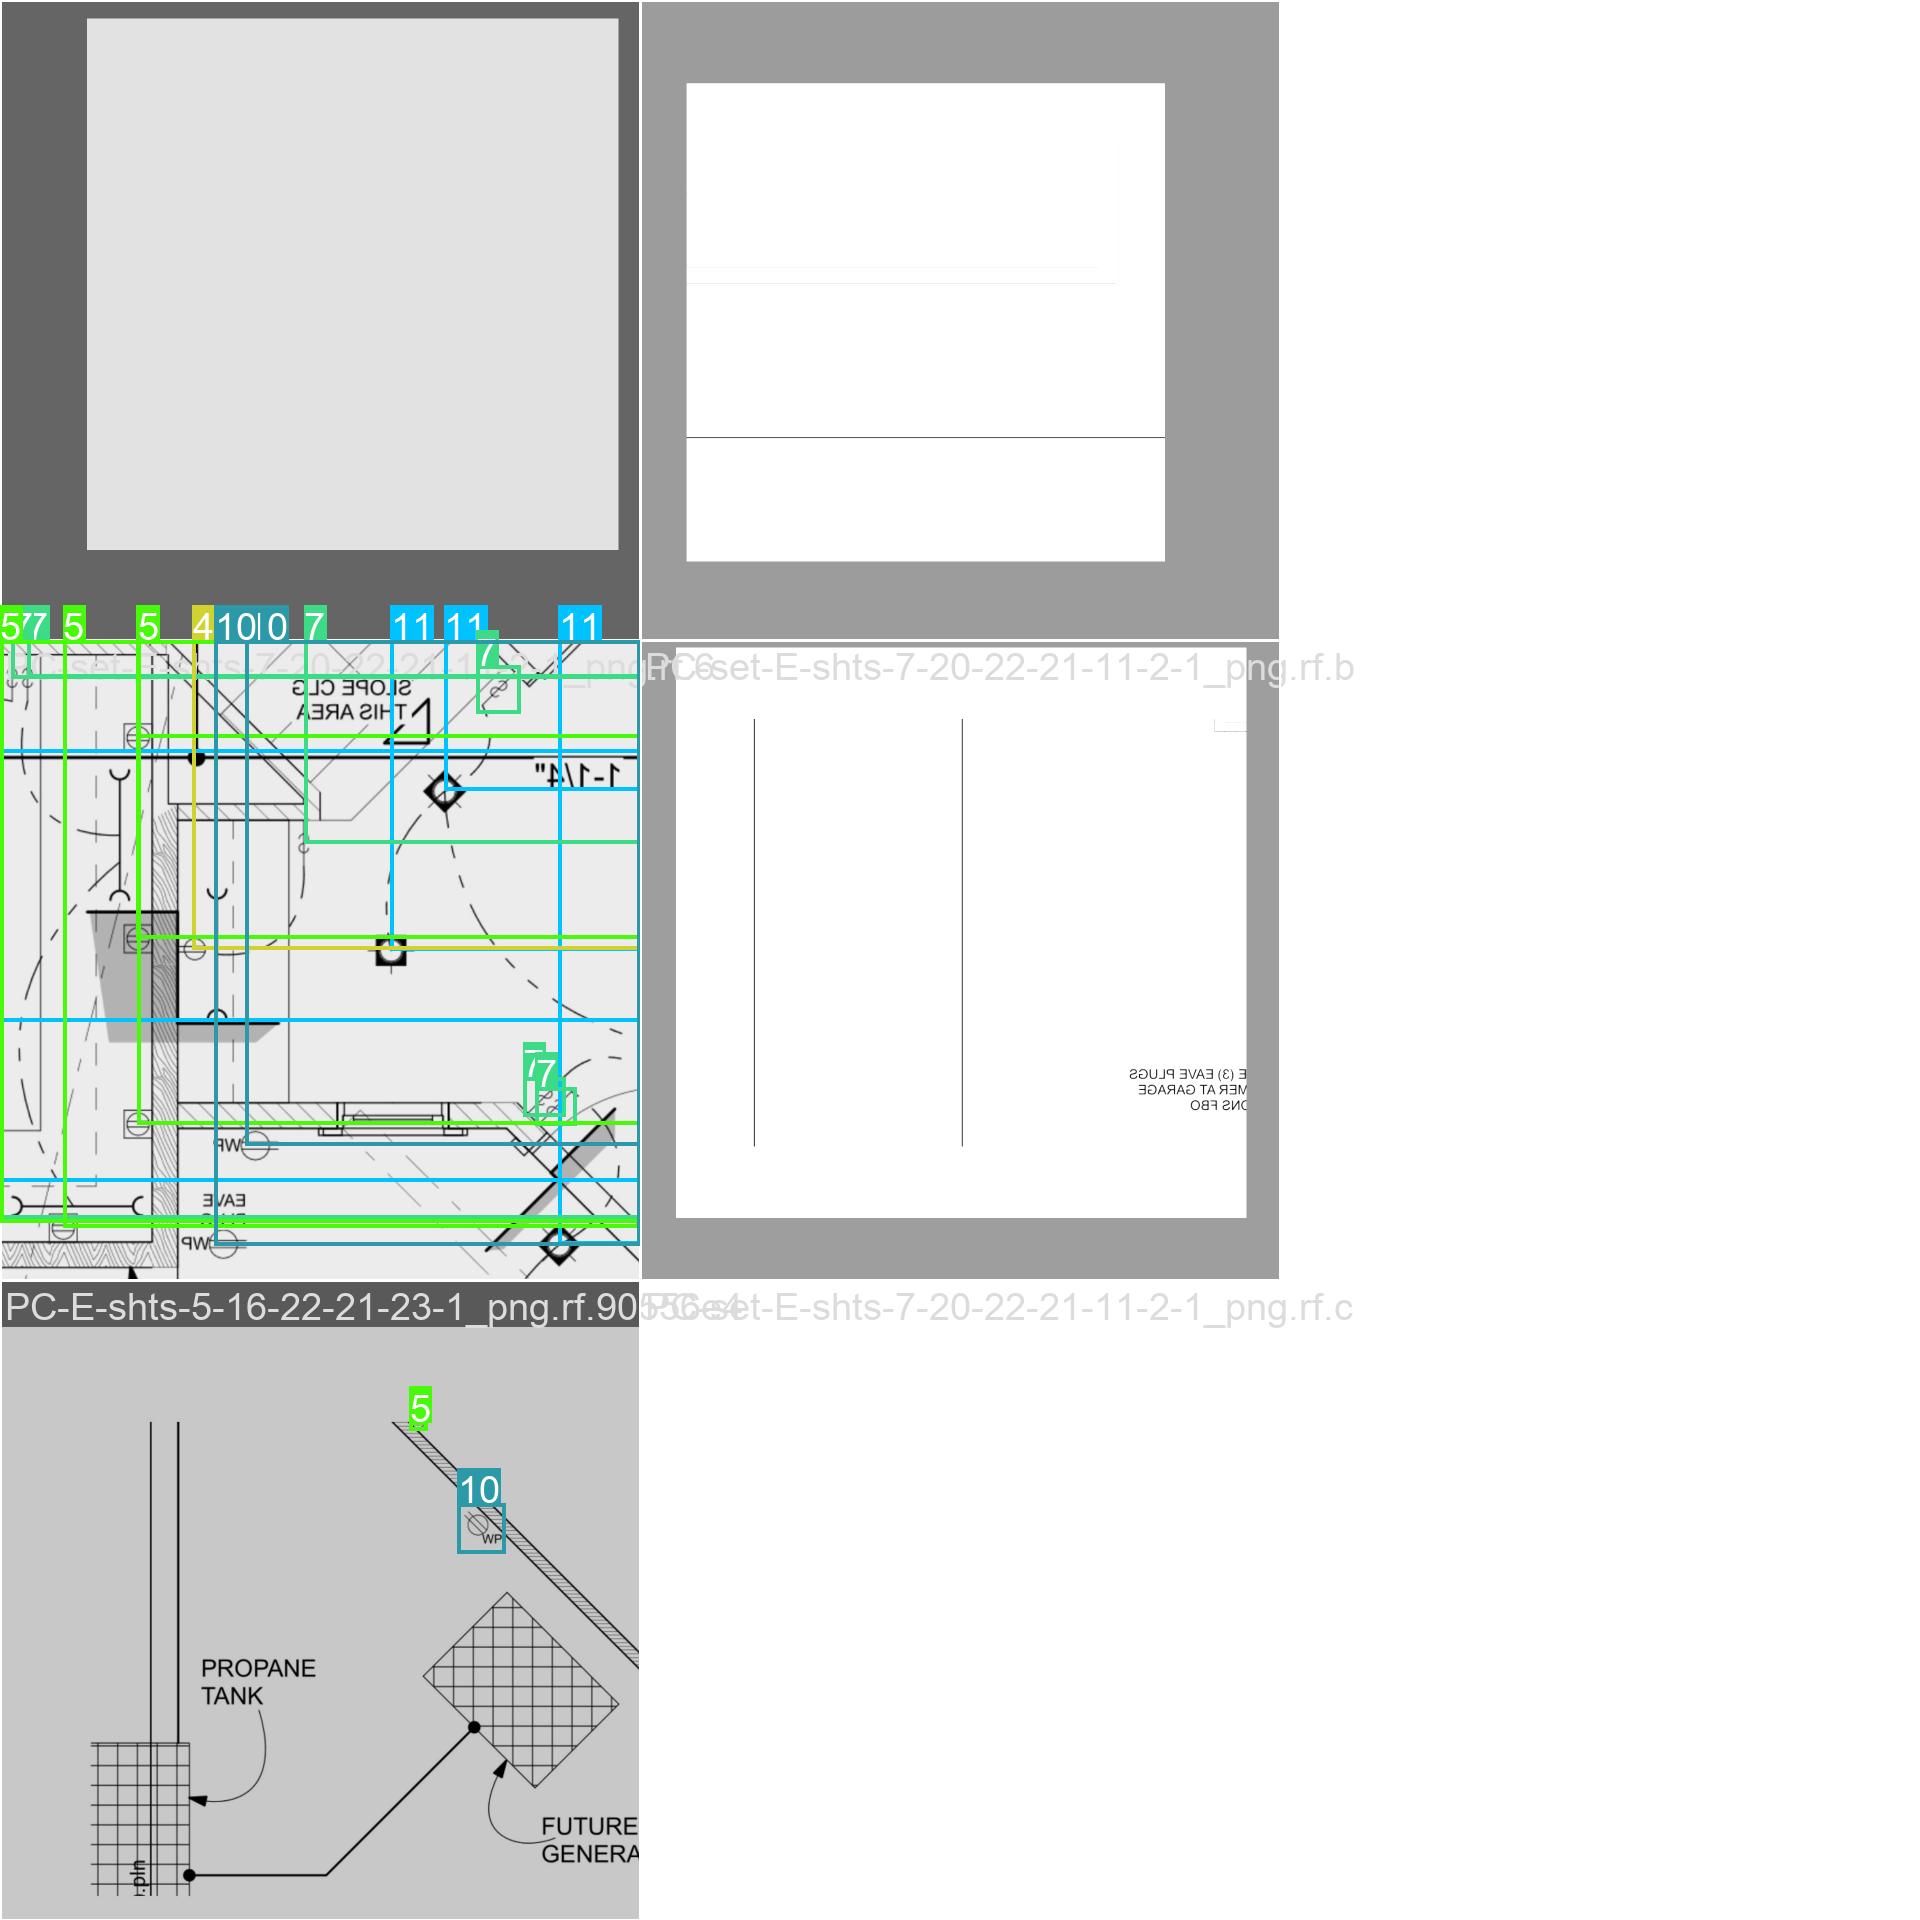 5 7 7 5 5 4 10 10 7 11 11 11
7
PC-set-E-shts-7-20-22-21-11-2-1_png.rf.6
PC-set-E-shts-7-20-22-21-11-2-1_png.rf.b
SLOPE CLG
THIS AREA
1-1/4"
7 7
WP
EAVE
WP
E (3) EAVE PLUGS
MER AT GARAGE
ONS FBO
PC-E-shts-5-16-22-21-23-1_png.rf.90
PC-set-E-shts-7-20-22-21-11-2-1_png.rf.c
5
10
WP
PROPANE
TANK
FUTURE
GENERA
.pln